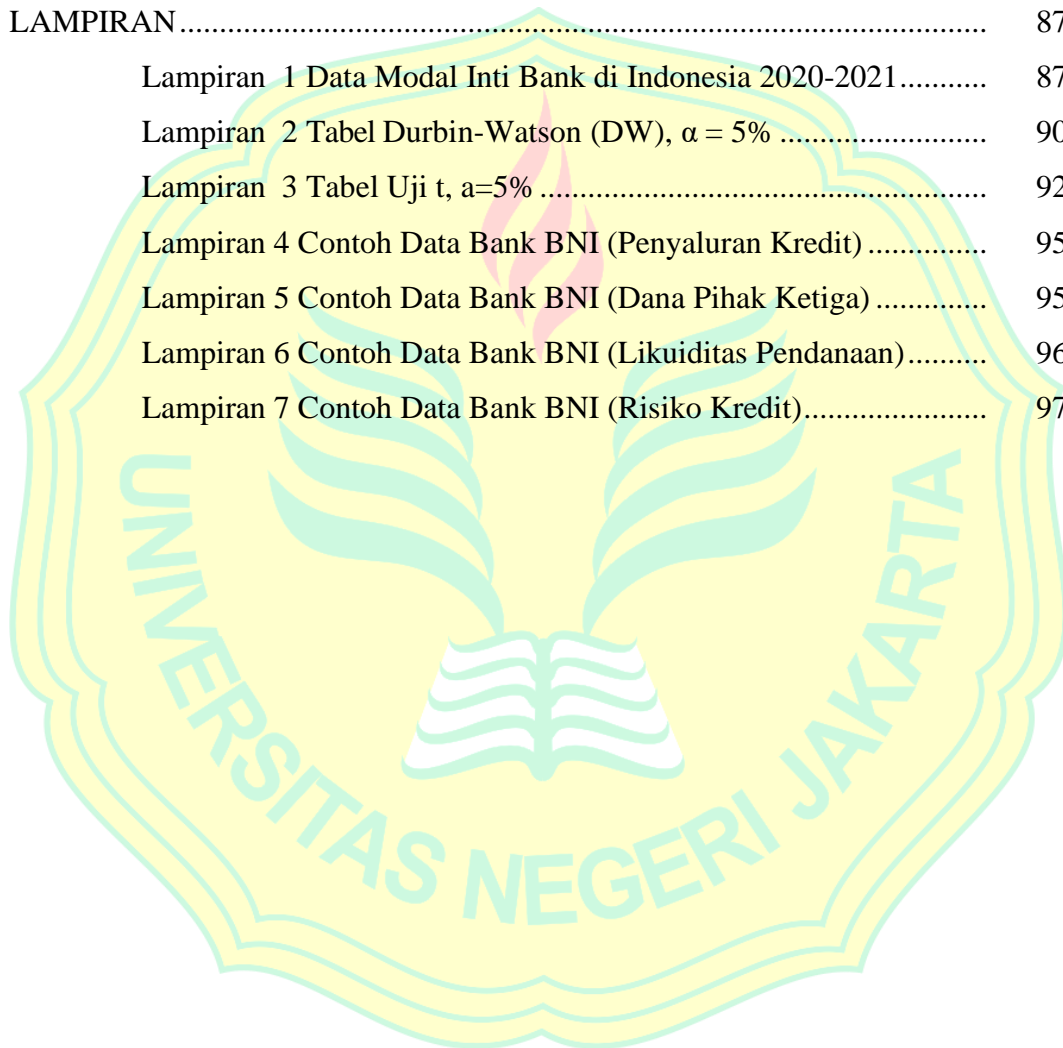 LAMPIRAN........................................................................................ 87
Lampiran 1 Data Modal Inti Bank di Indonesia 2020-2021........... 87
Lampiran 2 Tabel Durbin-Watson (DW), α = 5% ....................... 90
Lampiran 3 Tabel Uji t, a=5% ................................................. 92
Lampiran 4 Contoh Data Bank BNI (Penyaluran Kredit) .............. 95
Lampiran 5 Contoh Data Bank BNI (Dana Pihak Ketiga) ............. 95
Lampiran 6 Contoh Data Bank BNI (Likuiditas Pendanaan)......... 96
Lampiran 7 Contoh Data Bank BNI (Risiko Kredit)....................... 97
UNIVERSITAS NEGERI JAKARTA